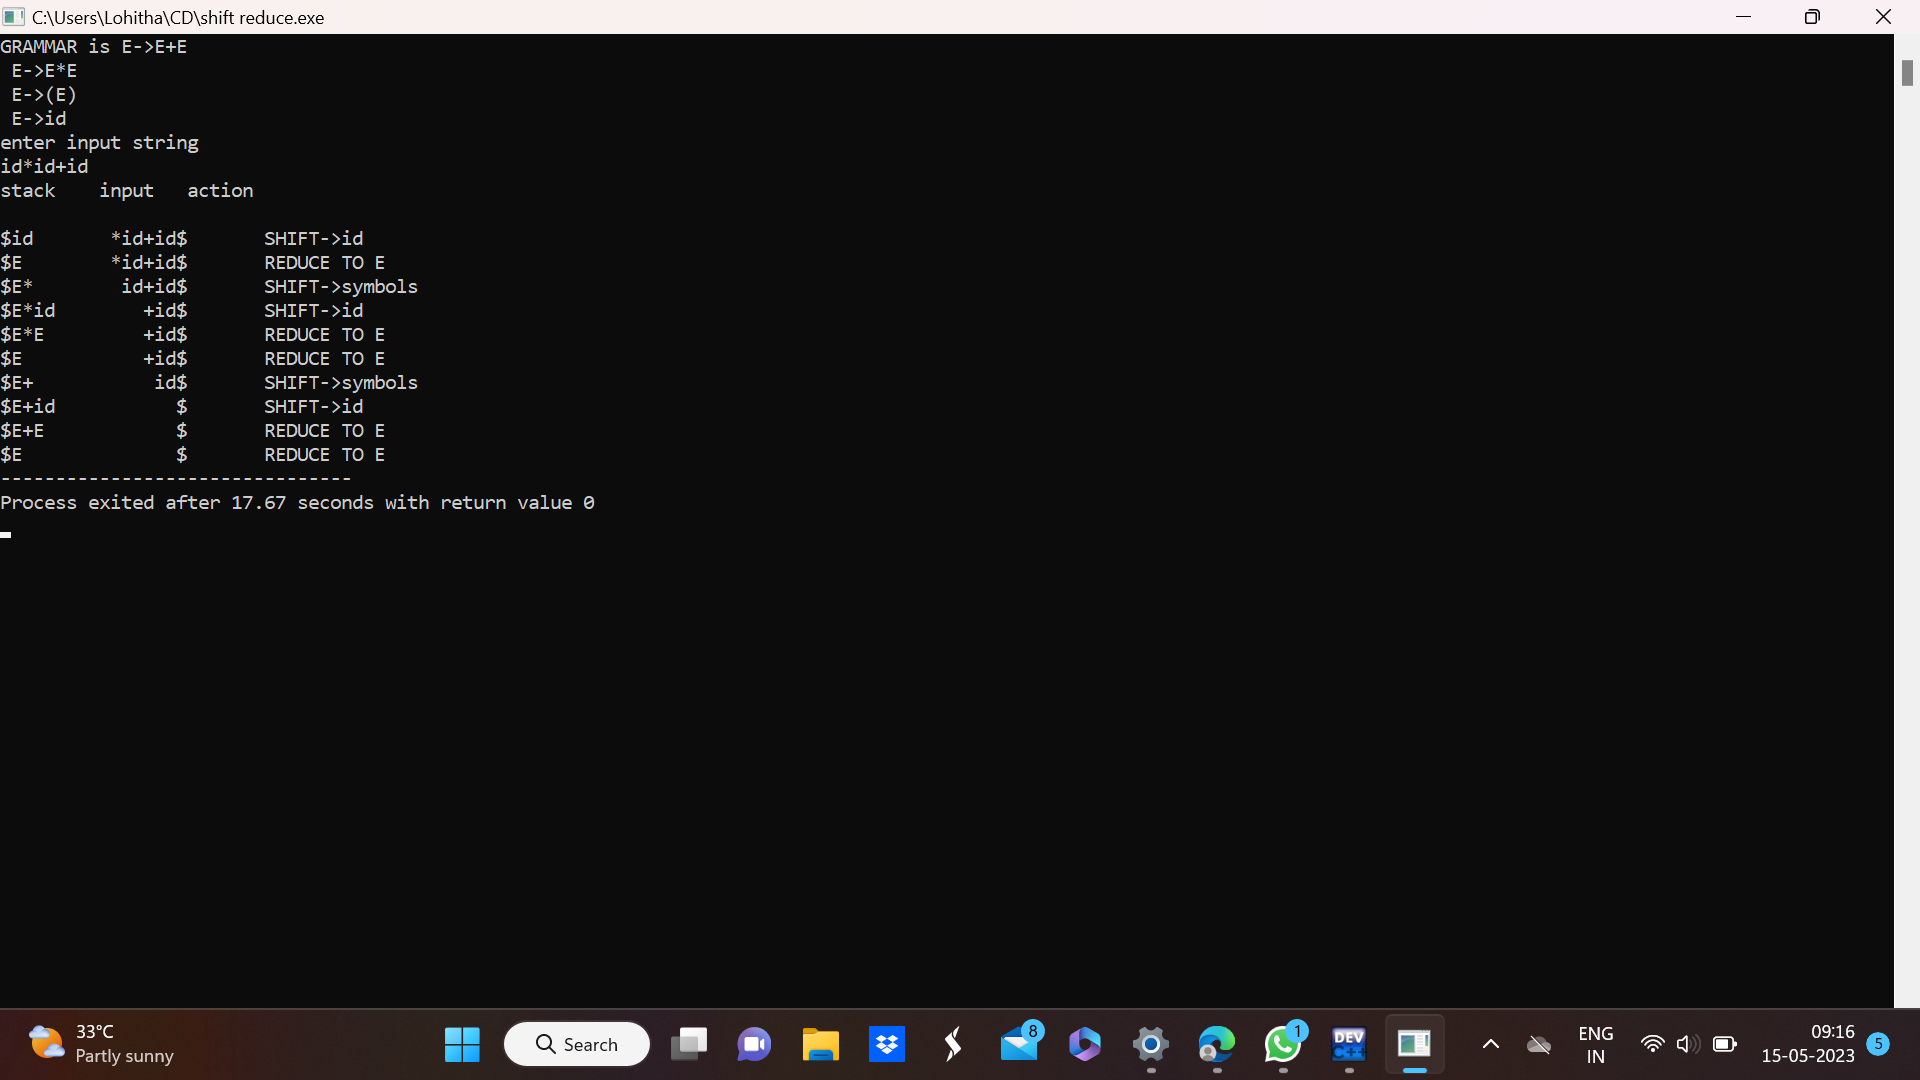 C:\Users\Lohitha\CD\shift reduce.exe
GRAMMAR is E->E+E
 E->E*E
 E->(E)
 E->id
enter input string
id*id+id
stack    input   action
$id       *id+id$       SHIFT->id
$E        *id+id$       REDUCE TO E
$E*        id+id$       SHIFT->symbols
$E*id        +id$       SHIFT->id
$E*E         +id$       REDUCE TO E
$E           +id$       REDUCE TO E
$E+           id$       SHIFT->symbols
$E+id           $       SHIFT->id
$E+E            $       REDUCE TO E
$E              $       REDUCE TO E
--------------------------------
Process exited after 17.67 seconds with return value 0
33°C
Partly sunny
Search
8
1
DEV
C++
ENG
IN
09:16
15-05-2023
5